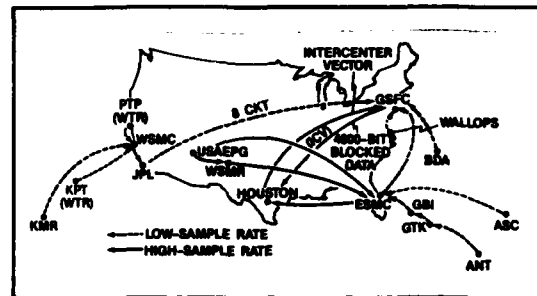 INTERCENTER
VECTOR
8 CKT
GSFC
PTP
(WTR)
WSMC
WALLOPS
4800-BIT
BLOCKED
DATA
USAEPG
WSMR
BDA
JPL
KPT
(WTR)
HOUSTON
ESMC
GBI
KMR
GTK
ASC
LOW-SAMPLE RATE
HIGH-SAMPLE RATE
ANT